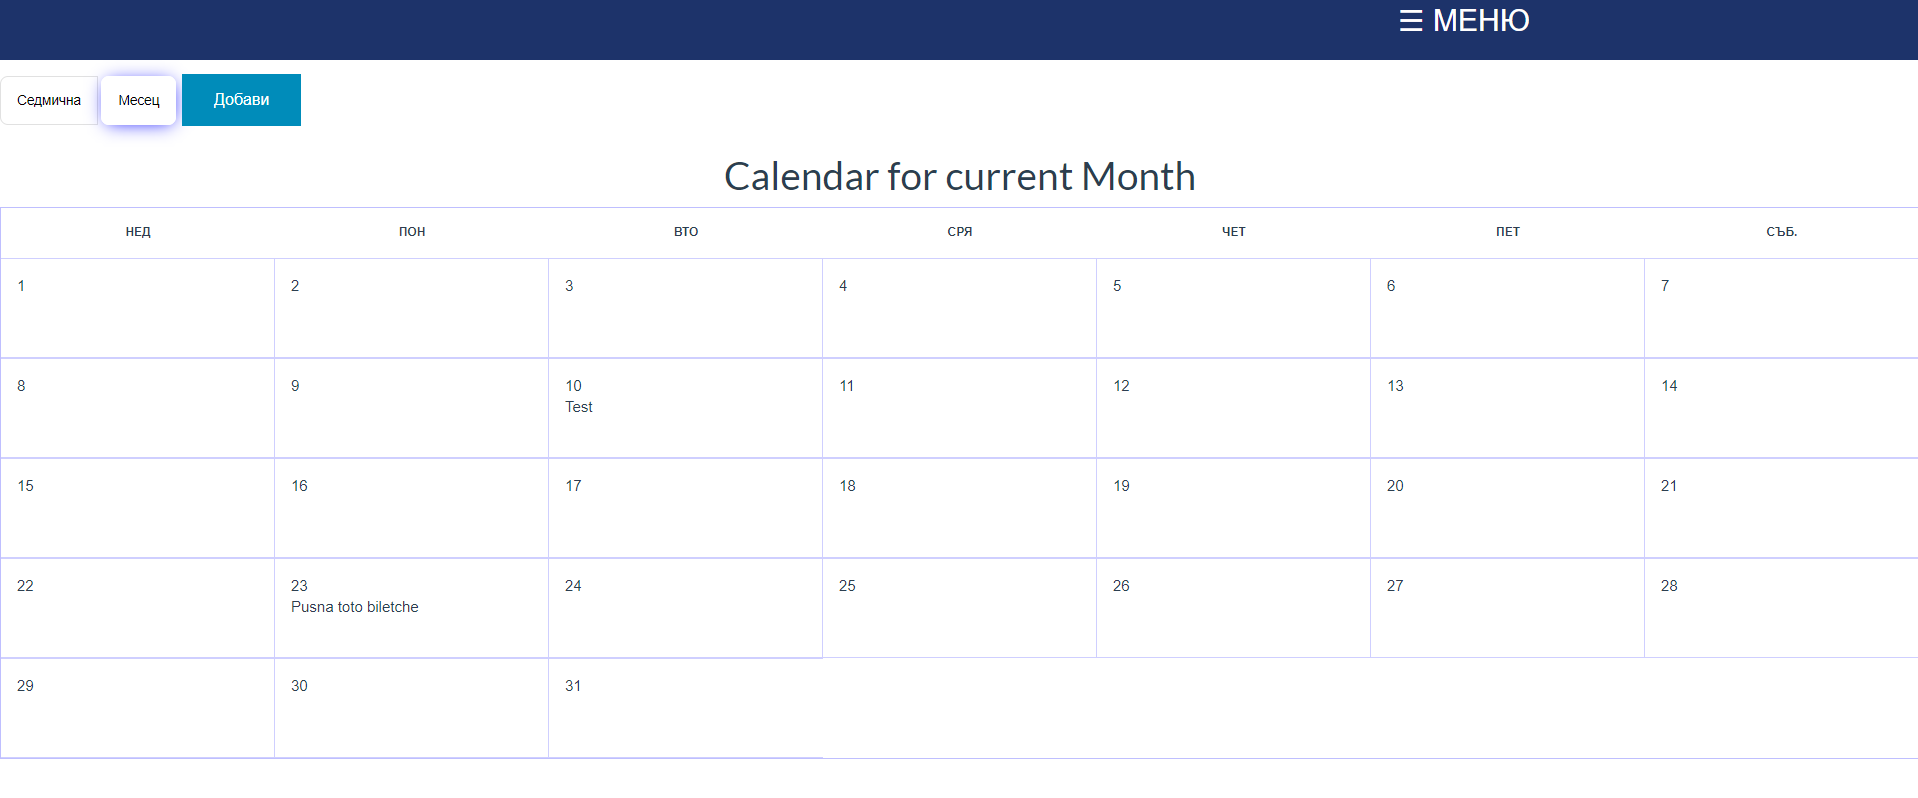 ☰ МЕНЮ
Седмична Месец Добави
Calendar for current Month
НЕД ПОН ВТО СРЯ ЧЕТ ПЕТ СЪБ.
1 2 3 4 5 6 7
8 9 10 11 12 13 14
Test
15 16 17 18 19 20 21
22 23 24 25 26 27 28
Pusna toto biletche
29 30 31